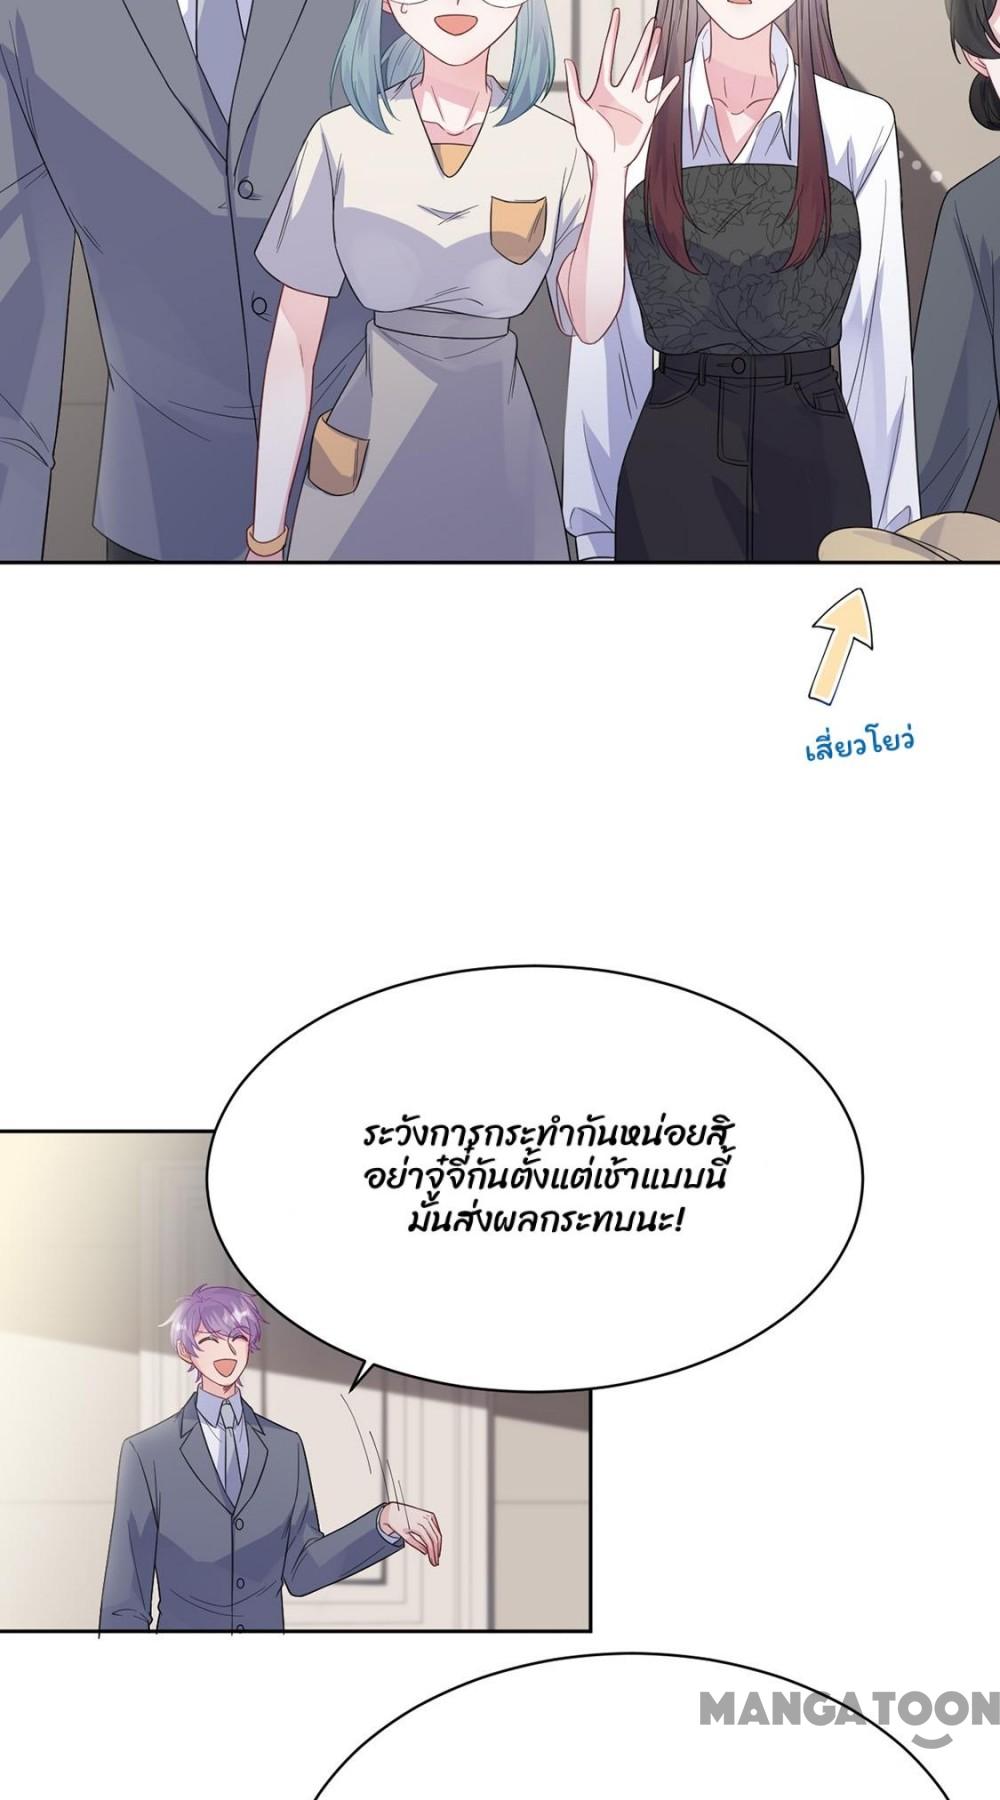 เสี่ยวโยว่
ระวังการกระทำกันหน่อยสิ
อย่าจู๋จี๋กันตั้งแต่เช้าแบบนี้
มันส่งผลกระทบนะ!
MANGATOON